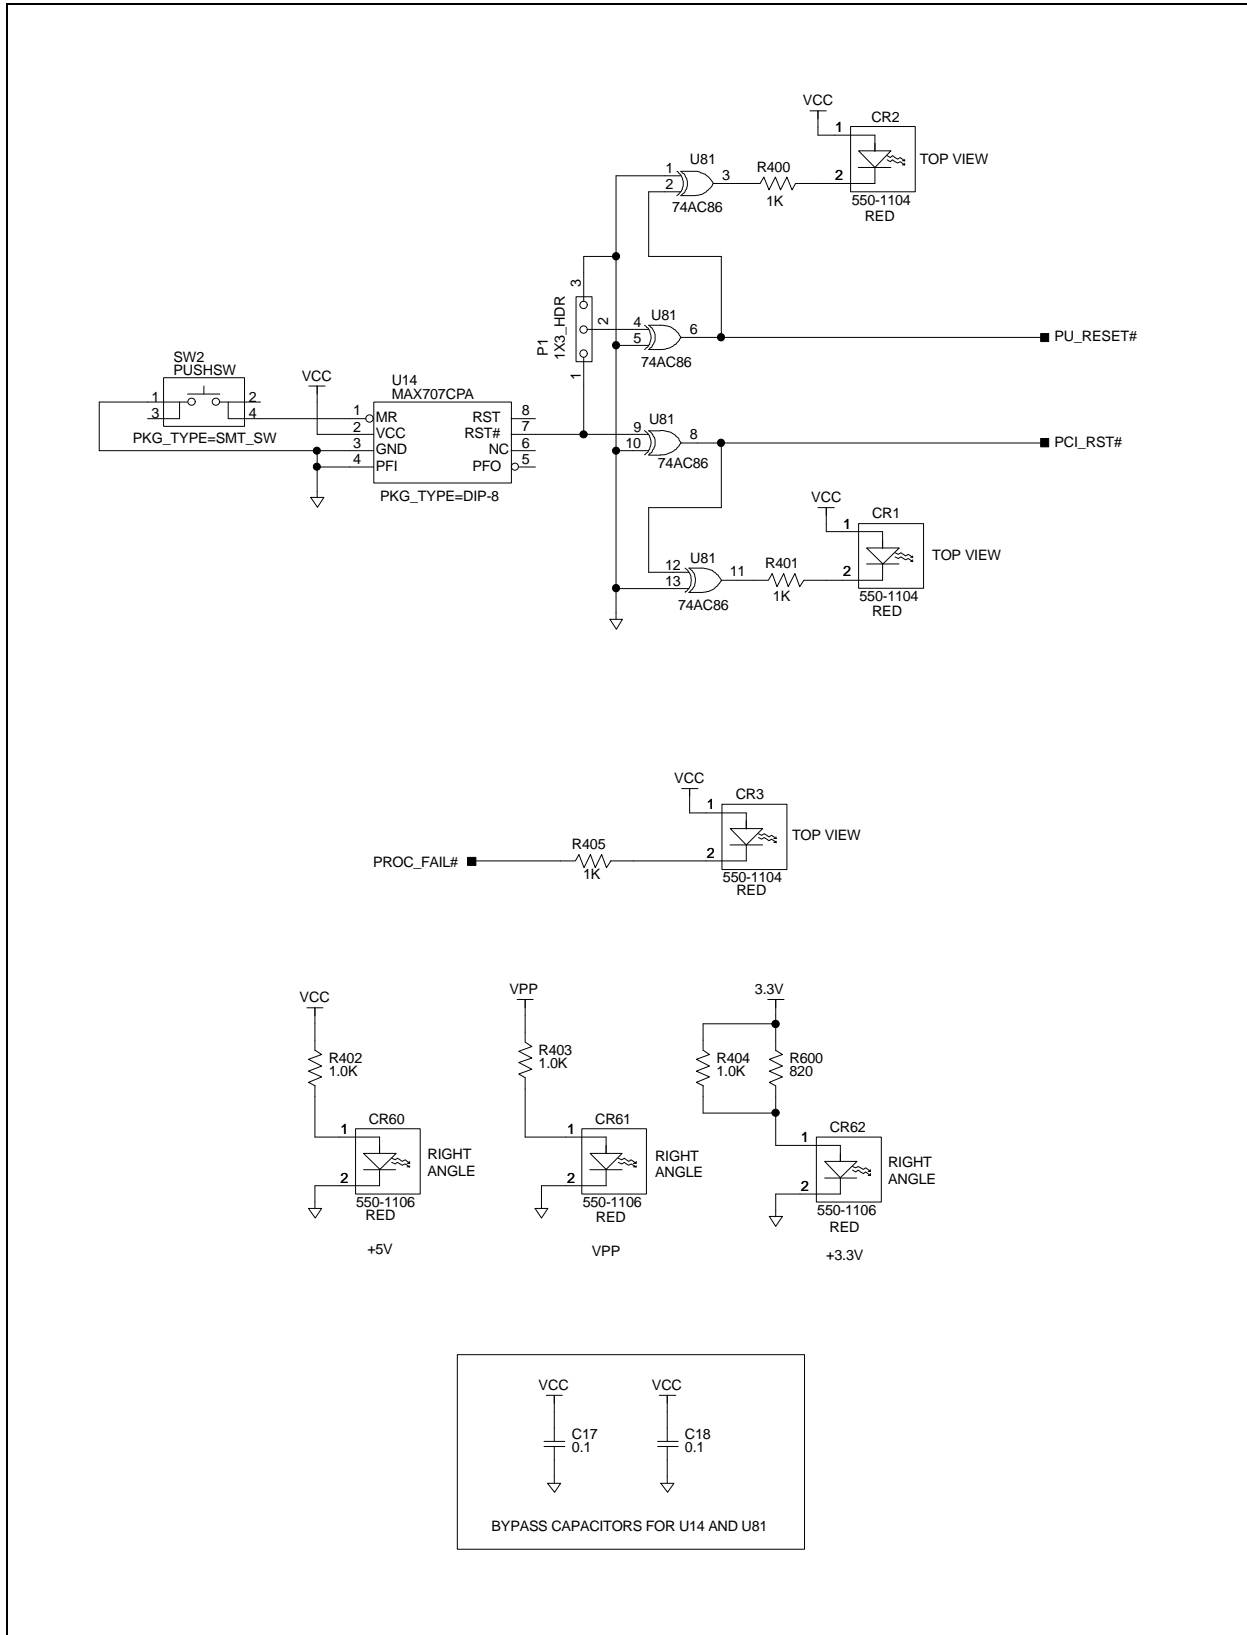 VCC
CR2
1
2
TOP VIEW
550-1104
RED
U81
1
2
3
74AC86
R400
1K
3
2
1
P1
1X3_HDR
U81
4
5
6
74AC86
PU_RESET#
SW2
PUSHSW
1
3
2
4
PKG_TYPE=SMT_SW
VCC
U14
MAX707CPA
1
2
3
4
MR
VCC
GND
PFI
RST
RST#
NC
PFO
8
7
6
5
PKG_TYPE=DIP-8
U81
9
10
8
74AC86
PCI_RST#
VCC
CR1
1
2
TOP VIEW
550-1104
RED
U81
12
13
11
74AC86
R401
1K
VCC
CR3
1
2
TOP VIEW
550-1104
RED
PROC_FAIL#
R405
1K
VCC
R402
1.0K
CR60
1
2
RIGHT
ANGLE
550-1106
RED
+5V
VPP
R403
1.0K
CR61
1
2
RIGHT
ANGLE
550-1106
RED
VPP
3.3V
R404
1.0K
R600
820
CR62
1
2
RIGHT
ANGLE
550-1106
RED
+3.3V
VCC
C17
0.1
VCC
C18
0.1
BYPASS CAPACITORS FOR U14 AND U81